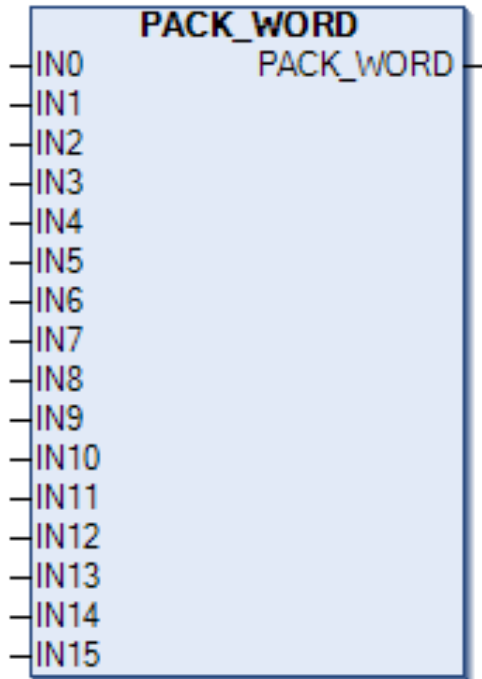 PACK_WORD
IN0 PACK_WORD
IN1
IN2
IN3
IN4
IN5
IN6
IN7
IN8
IN9
IN10
IN11
IN12
IN13
IN14
IN15